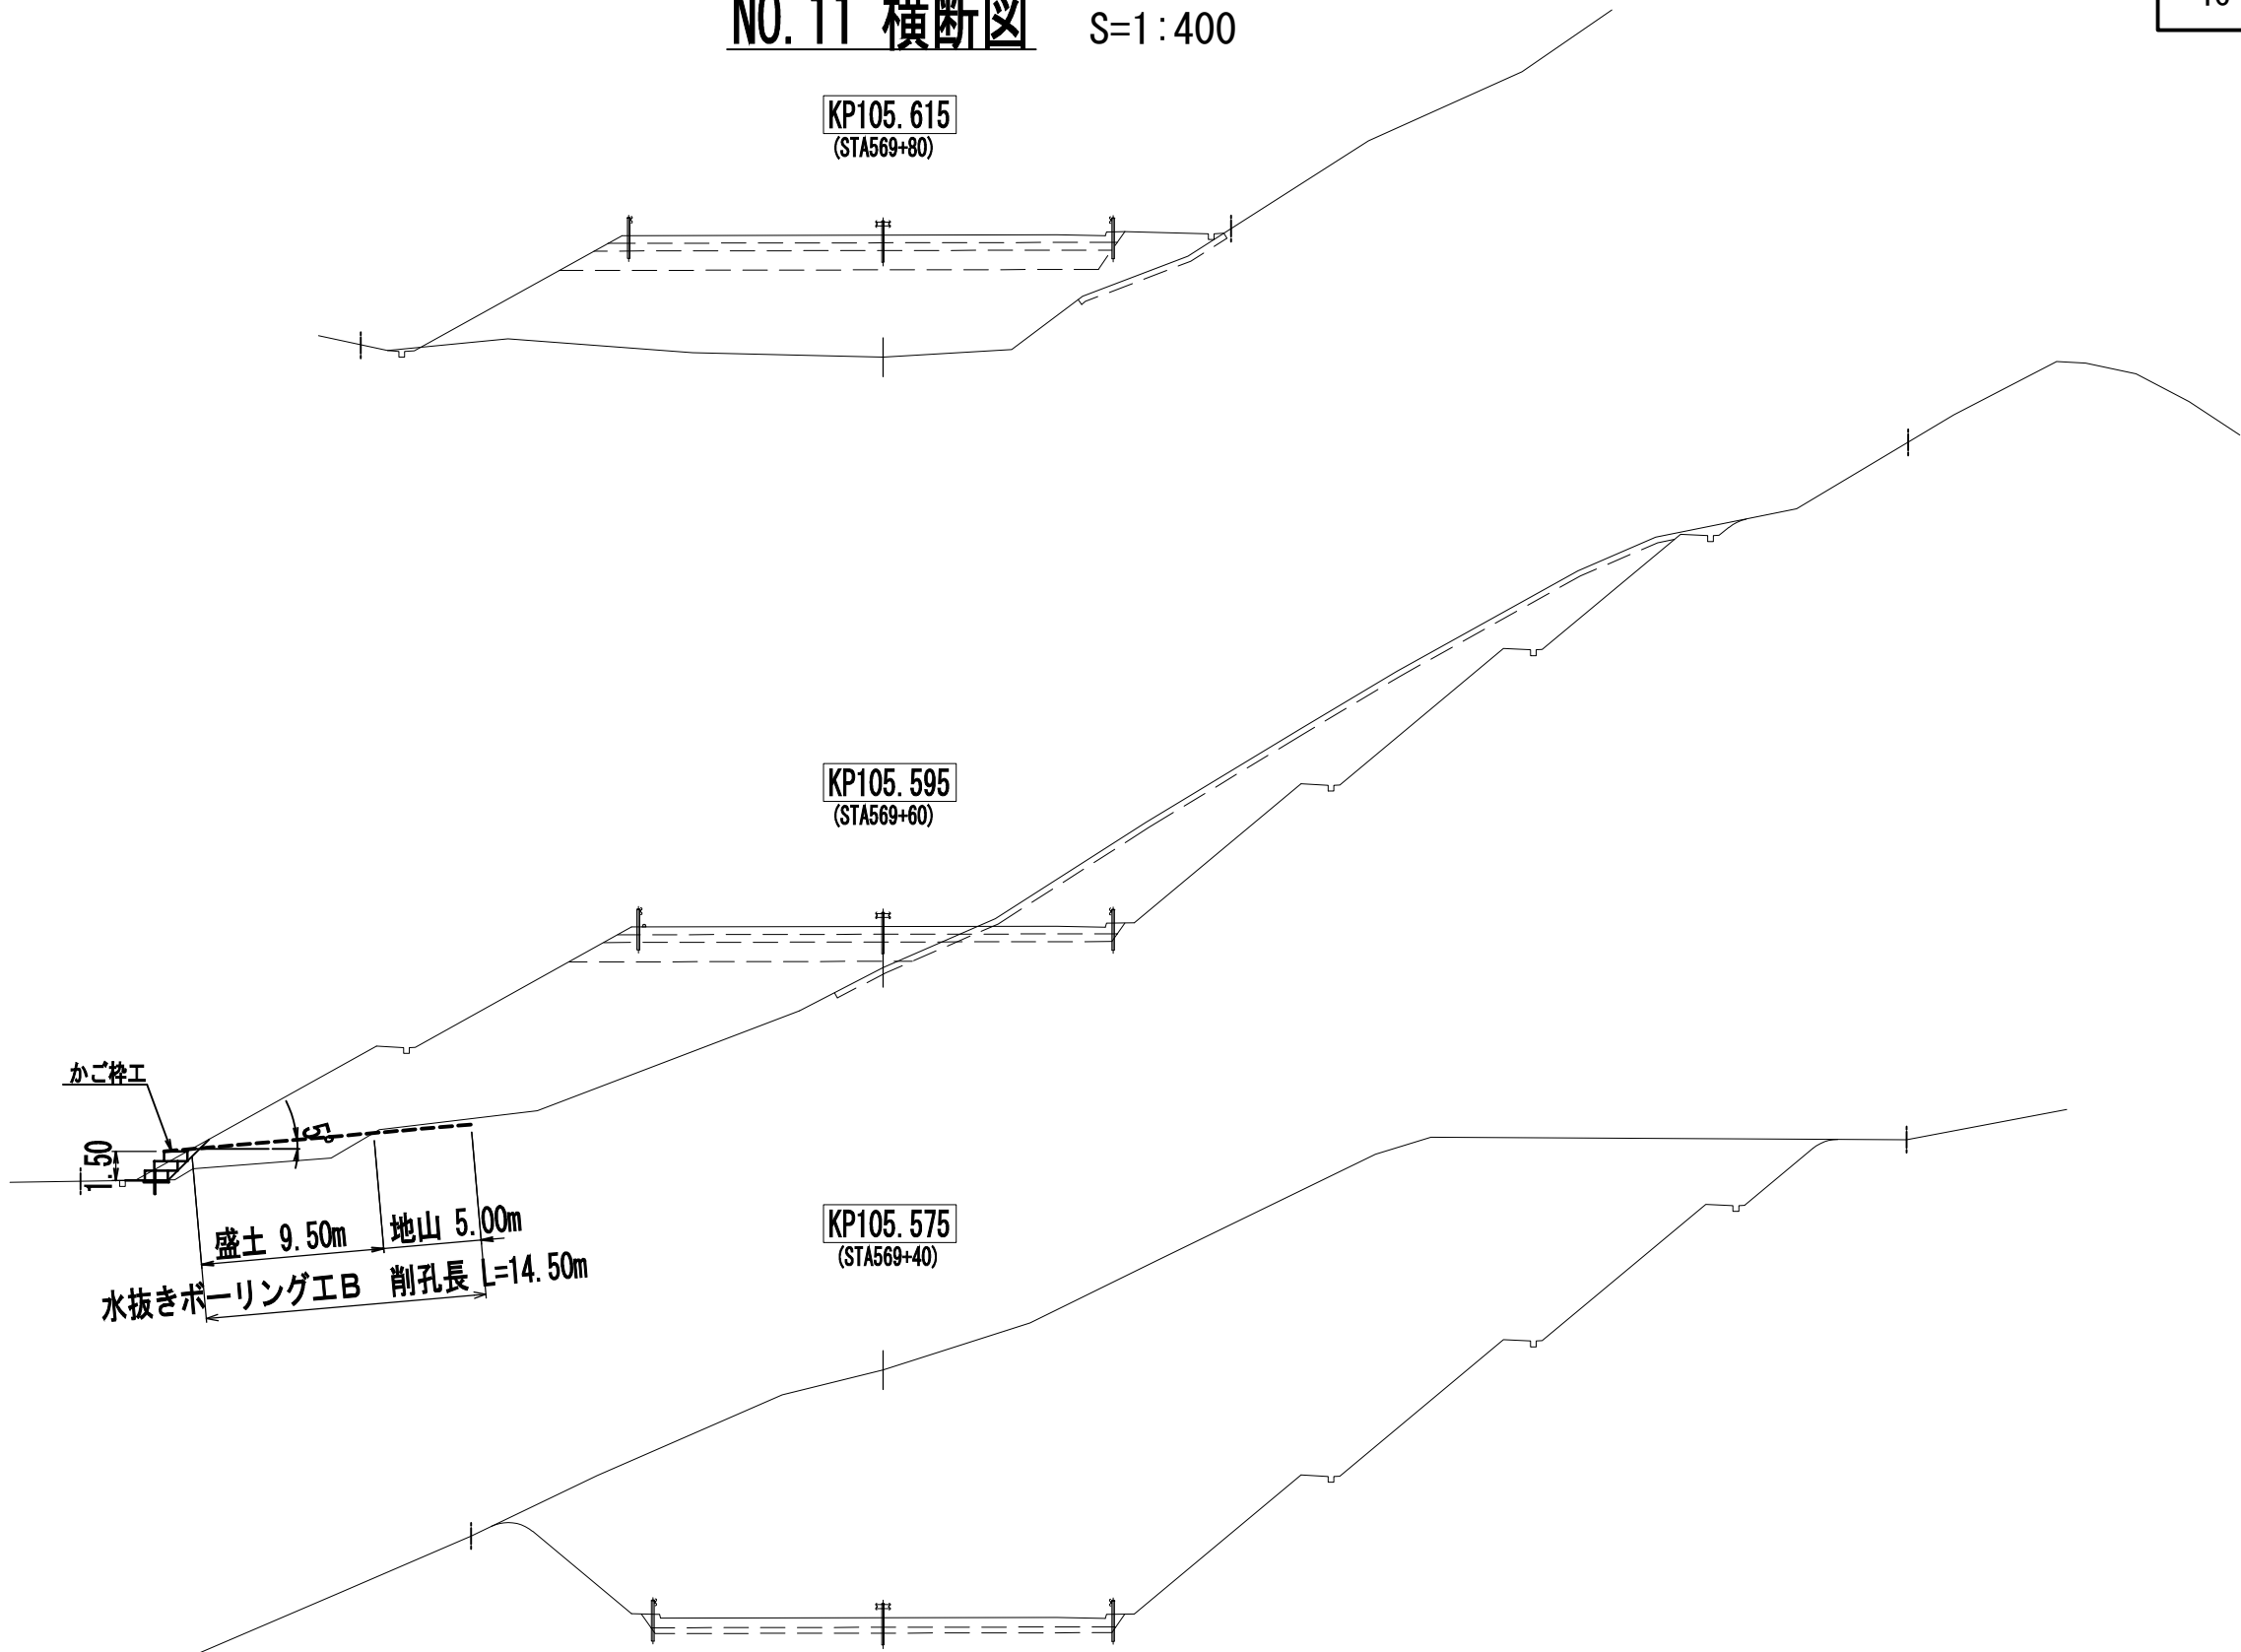 NO.11 横断図 S=1:400
KP105.615
(STA569+80)
KP105.595
(STA569+60)
かご枠工
1.50
5°
盛土 9.50m 地山 5.00m
水抜きボーリング工B 削孔長 L=14.50m
KP105.575
(STA569+40)